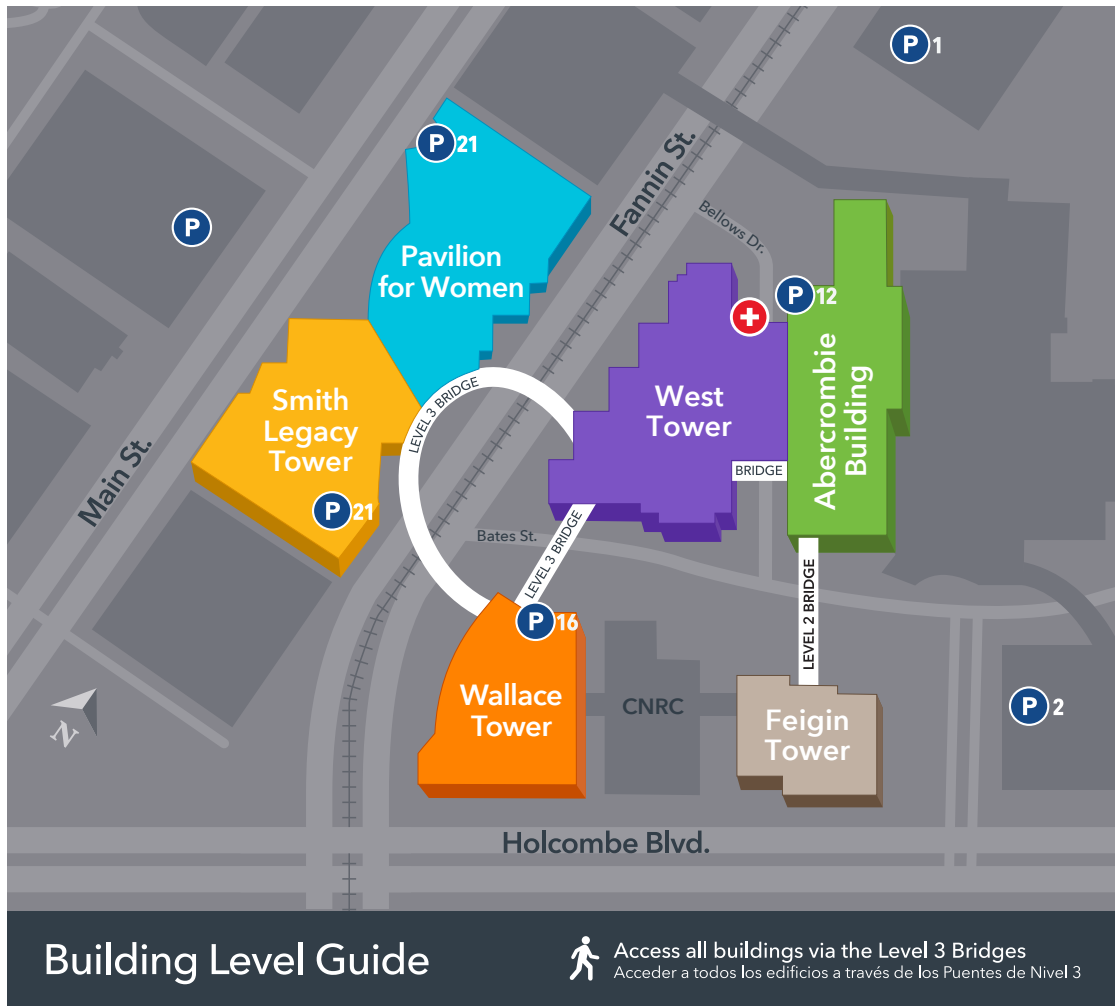 P 1
P 21
P
Fannin St.
Bellows Dr.
Pavilion
for Women
P 12
Smith
Legacy
Tower
P 21
Main St.
LEVEL 3 BRIDGE
West
Tower
Abercrombie
Building
BRIDGE
Bates St.
LEVEL 3 BRIDGE
LEVEL 2 BRIDGE
P 16
Wallace
Tower
CNRC
Feigin
Tower
P 2
N
Holcombe Blvd.
Building Level Guide
Access all buildings via the Level 3 Bridges
Acceder a todos los edificios a través de los Puentes de Nivel 3